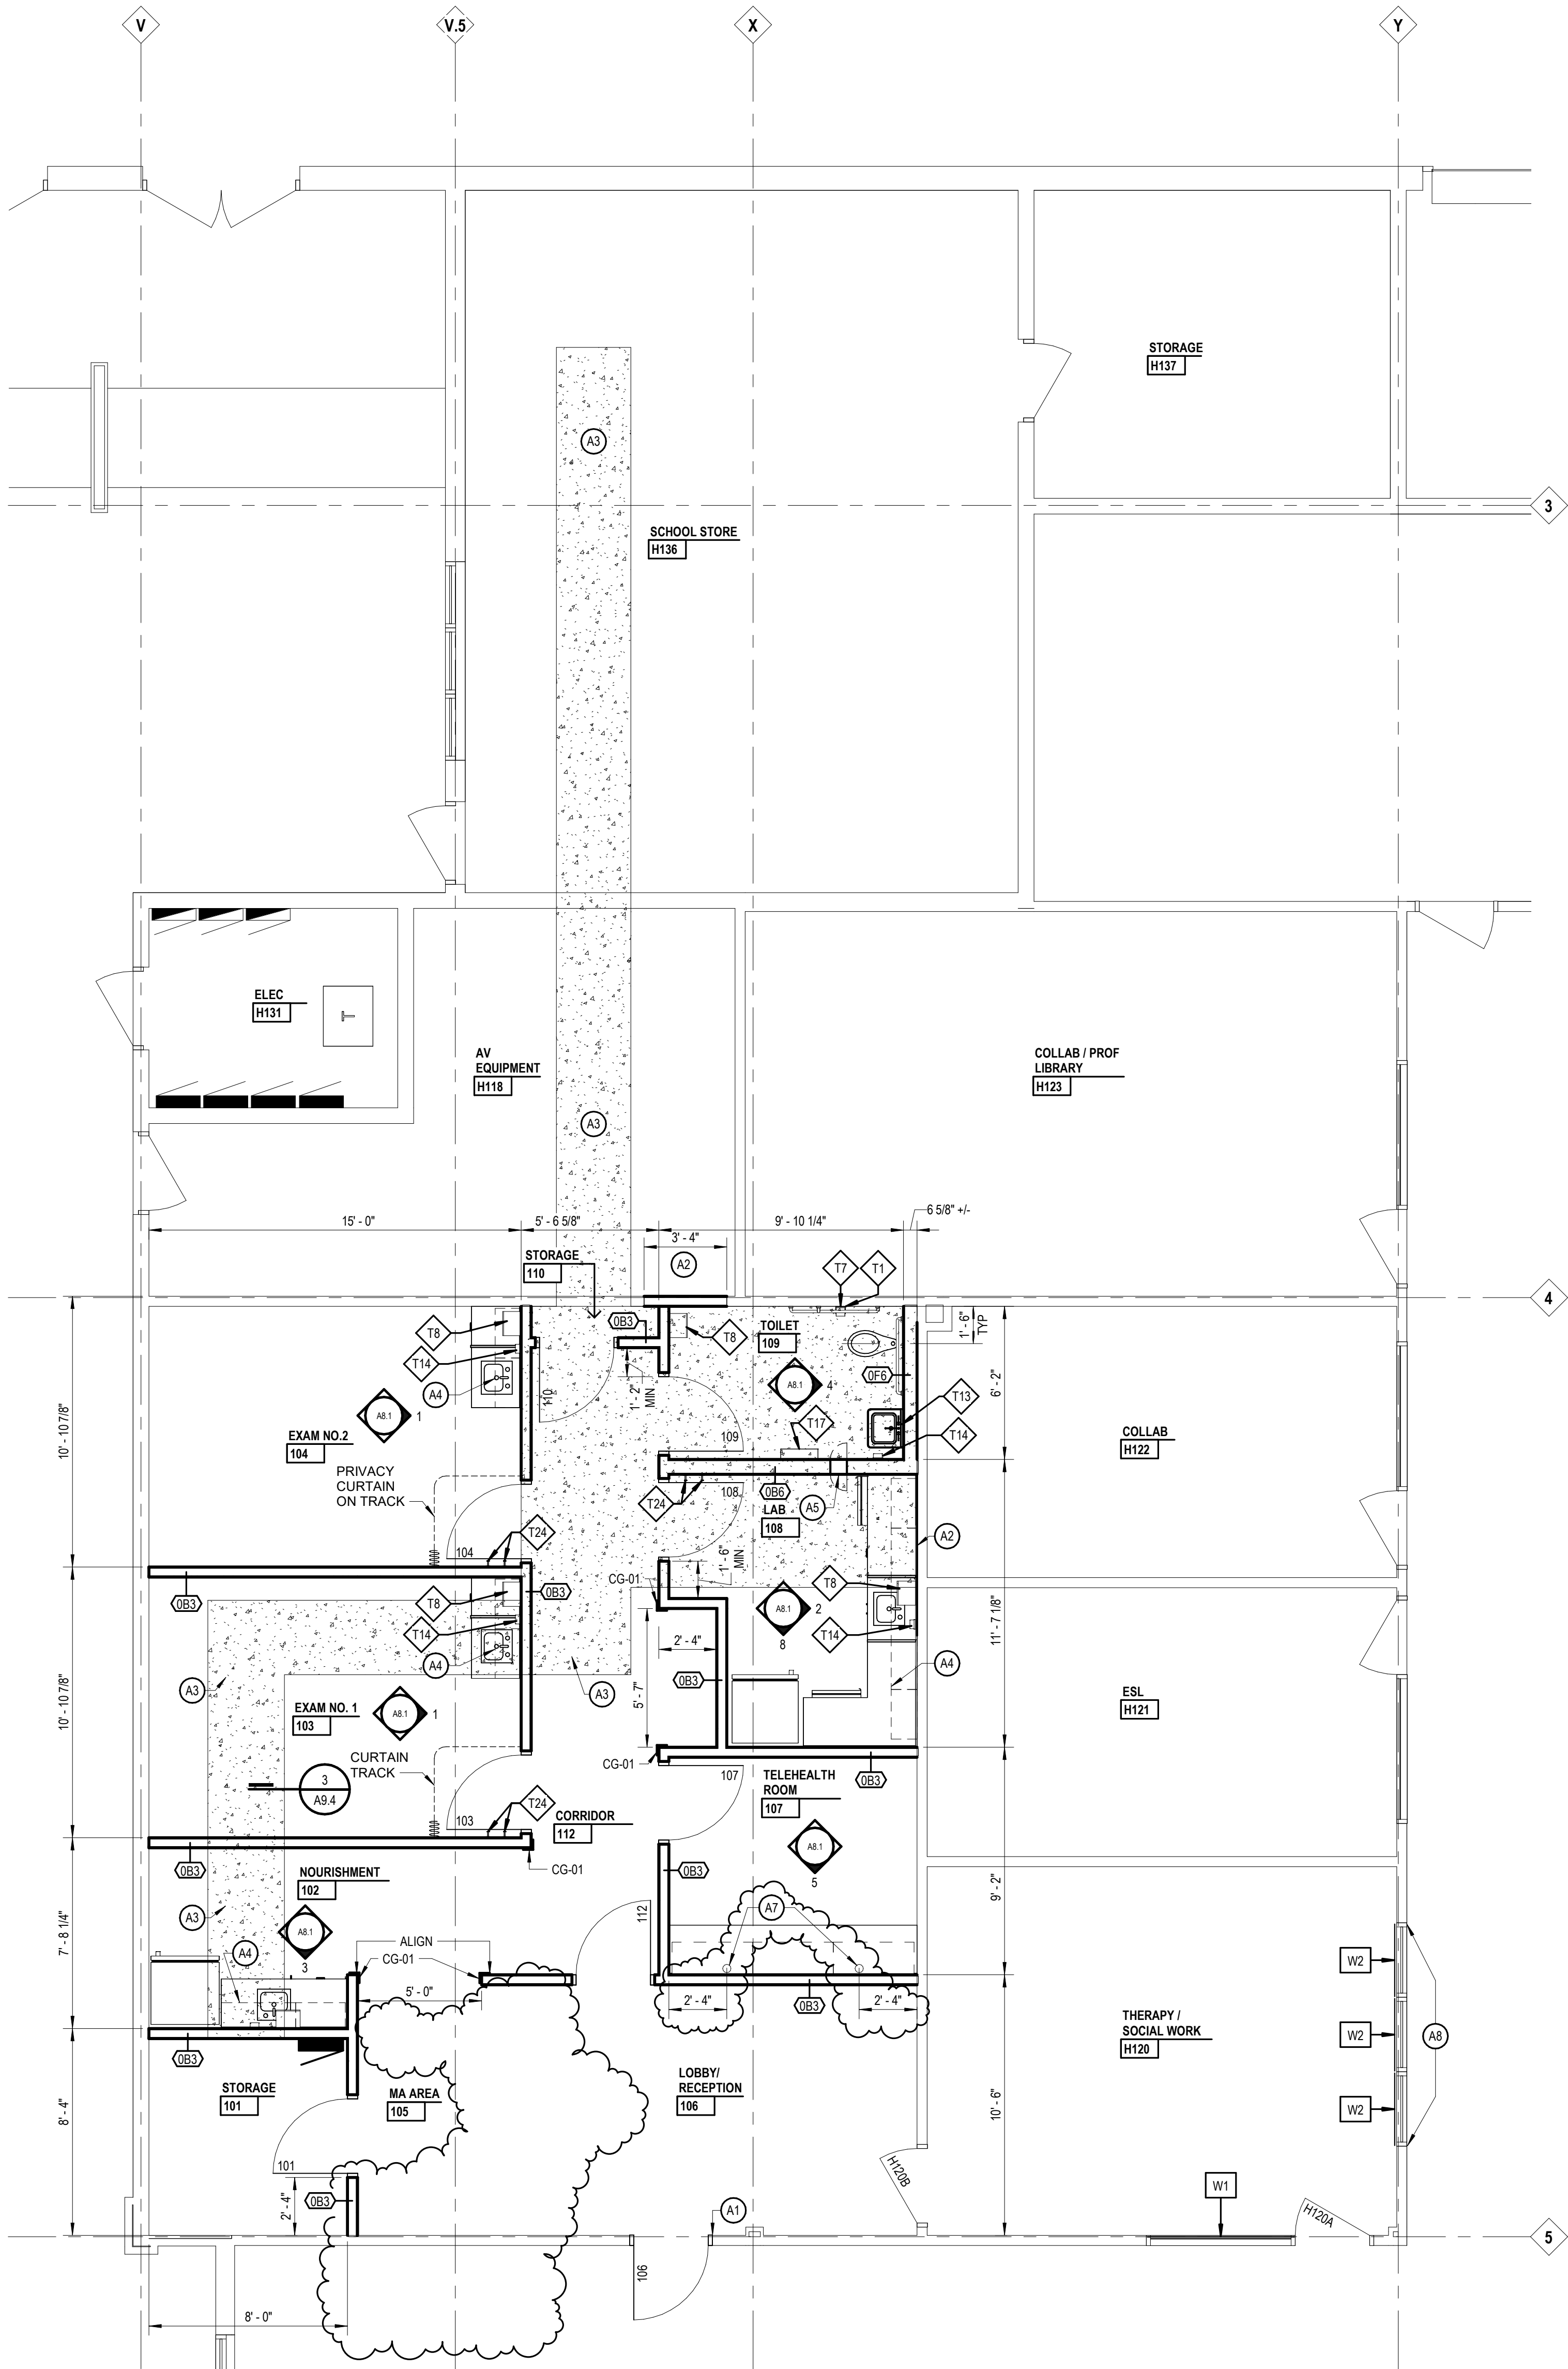 V
V.5
X
Y
STORAGE
H137
A3
3
SCHOOL STORE
H136
ELEC
H131
T
AV
EQUIPMENT
H118
COLLAB / PROF
LIBRARY
H123
A3
15' - 0"
5' - 6 5/8"
9' - 10 1/4"
6 5/8" +/-
3' - 4"
A2
STORAGE
110
T7
T1
4
T8
0B3
T8
TOILET
109
1' - 6"
TYP
T14
A4
110
1' - 2"
MIN
A8.1
4
0F6
6' - 2"
T13
A8.1
1
T17
T14
10' - 10 7/8"
EXAM NO.2
104
109
COLLAB
H122
PRIVACY
CURTAIN
ON TRACK
T24
108
0B6
LAB
108
A5
A2
T24
104
1' - 6"
MIN
CG-01
0B3
T8
0B3
T8
A8.1
2
8
T14
T14
A4
2' - 4"
11' - 7 1/8"
A4
0B3
A3
A3
5' - 7"
ESL
H121
10' - 10 7/8"
EXAM NO. 1
103
A8.1
1
CURTAIN
TRACK
CG-01
107
TELEHEALTH
ROOM
107
0B3
3
A9.4
T24
103
CORRIDOR
112
A8.1
5
0B3
CG-01
0B3
NOURISHMENT
102
9' - 2"
A3
A8.1
3
112
A7
7' - 8 1/4"
ALIGN
A4
CG-01
W2
5' - 0"
2' - 4"
0B3
2' - 4"
THERAPY /
SOCIAL WORK
H120
W2
A8
0B3
STORAGE
101
MA AREA
105
LOBBY/
RECEPTION
106
W2
8' - 4"
10' - 6"
101
H120B
W1
2' - 4"
0B3
A1
H120A
5
106
8' - 0"